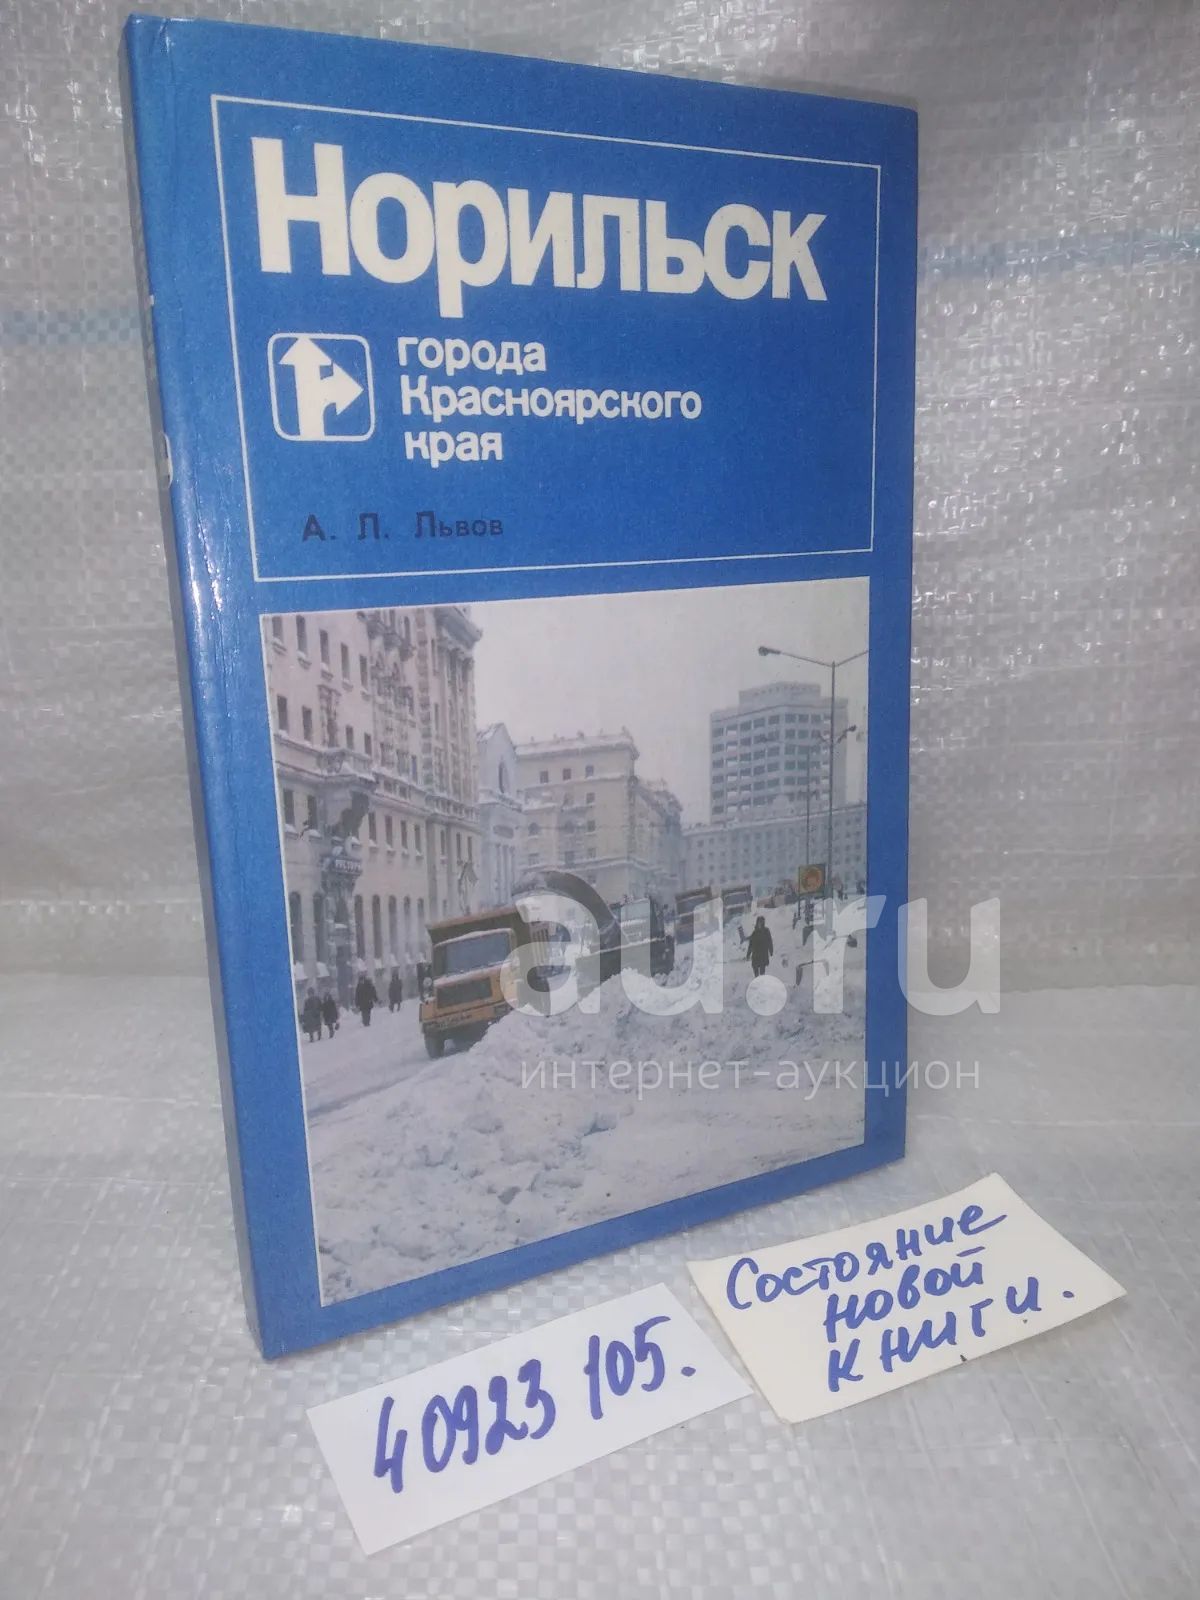 Норильск
города
Красноярского
края
А. Л. Львов
au.ru
интернет-аукцион
Состояние
новой
книги.
40923 105.